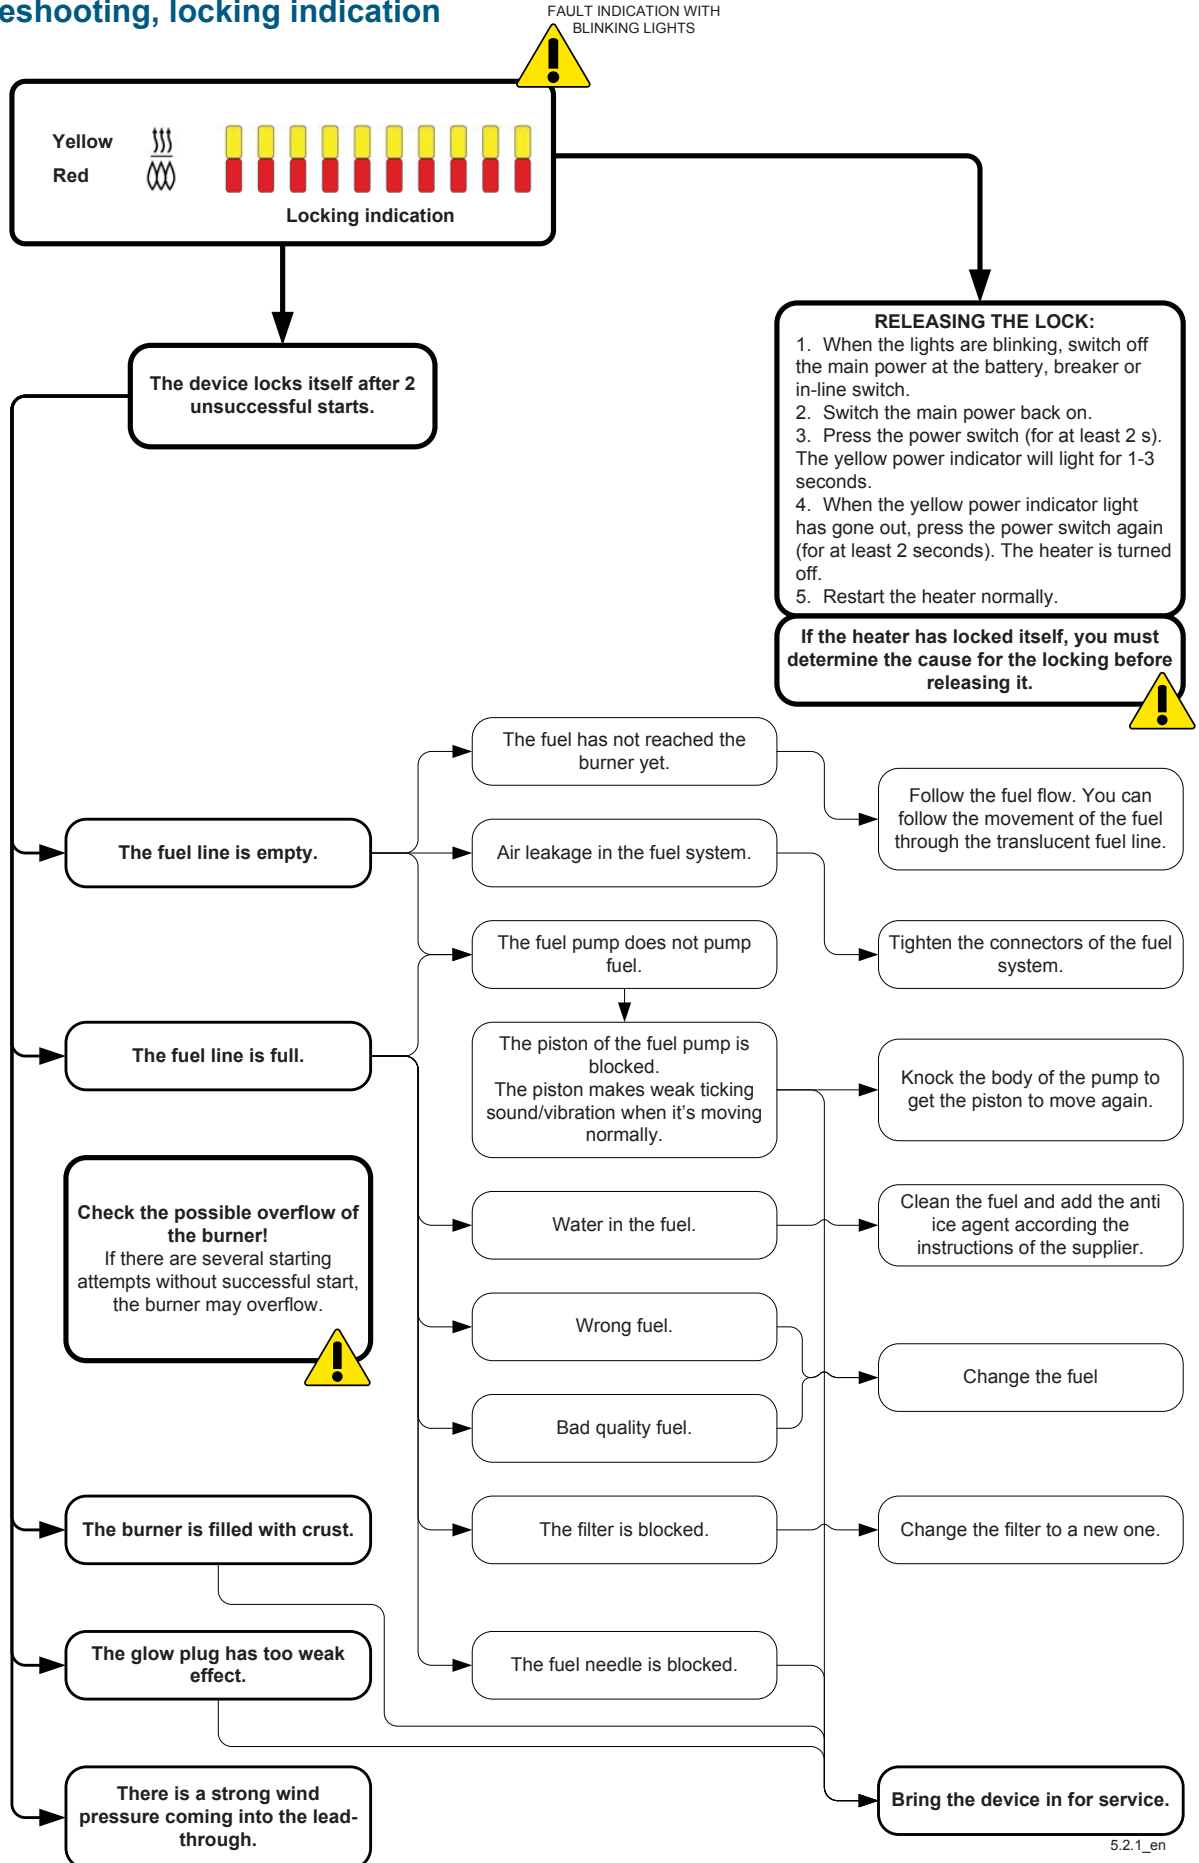 eshooting, locking indication
FAULT INDICATION WITH
BLINKING LIGHTS
Yellow
Red
Locking indication
The device locks itself after 2
unsuccessful starts.
RELEASING THE LOCK:
1. When the lights are blinking, switch off
the main power at the battery, breaker or
in-line switch.
2. Switch the main power back on.
3. Press the power switch (for at least 2 s).
The yellow power indicator will light for 1-3
seconds.
4. When the yellow power indicator light
has gone out, press the power switch again
(for at least 2 seconds). The heater is turned
off.
5. Restart the heater normally.
If the heater has locked itself, you must
determine the cause for the locking before
releasing it.
The fuel has not reached the
burner yet.
Follow the fuel flow. You can
follow the movement of the fuel
through the translucent fuel line.
The fuel line is empty.
Air leakage in the fuel system.
The fuel pump does not pump
fuel.
Tighten the connectors of the fuel
system.
The fuel line is full.
The piston of the fuel pump is
blocked.
The piston makes weak ticking
sound/vibration when it's moving
normally.
Knock the body of the pump to
get the piston to move again.
Check the possible overflow of
the burner!
If there are several starting
attempts without successful start,
the burner may overflow.
Water in the fuel.
Clean the fuel and add the anti
ice agent according the
instructions of the supplier.
Wrong fuel.
Change the fuel
Bad quality fuel.
The burner is filled with crust.
The filter is blocked.
Change the filter to a new one.
The glow plug has too weak
effect.
The fuel needle is blocked.
There is a strong wind
pressure coming into the lead-
through.
Bring the device in for service.
5.2.1_en